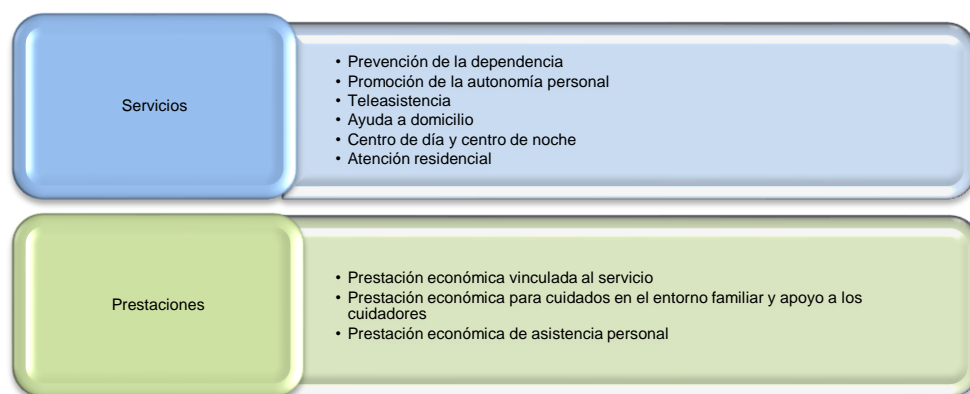 Servicios
• Prevención de la dependencia
• Promoción de la autonomía personal
• Teleasistencia
• Ayuda a domicilio
• Centro de día y centro de noche
• Atención residencial
Prestaciones
• Prestación económica vinculada al servicio
• Prestación económica para cuidados en el entorno familiar y apoyo a los
cuidadores
• Prestación económica de asistencia personal